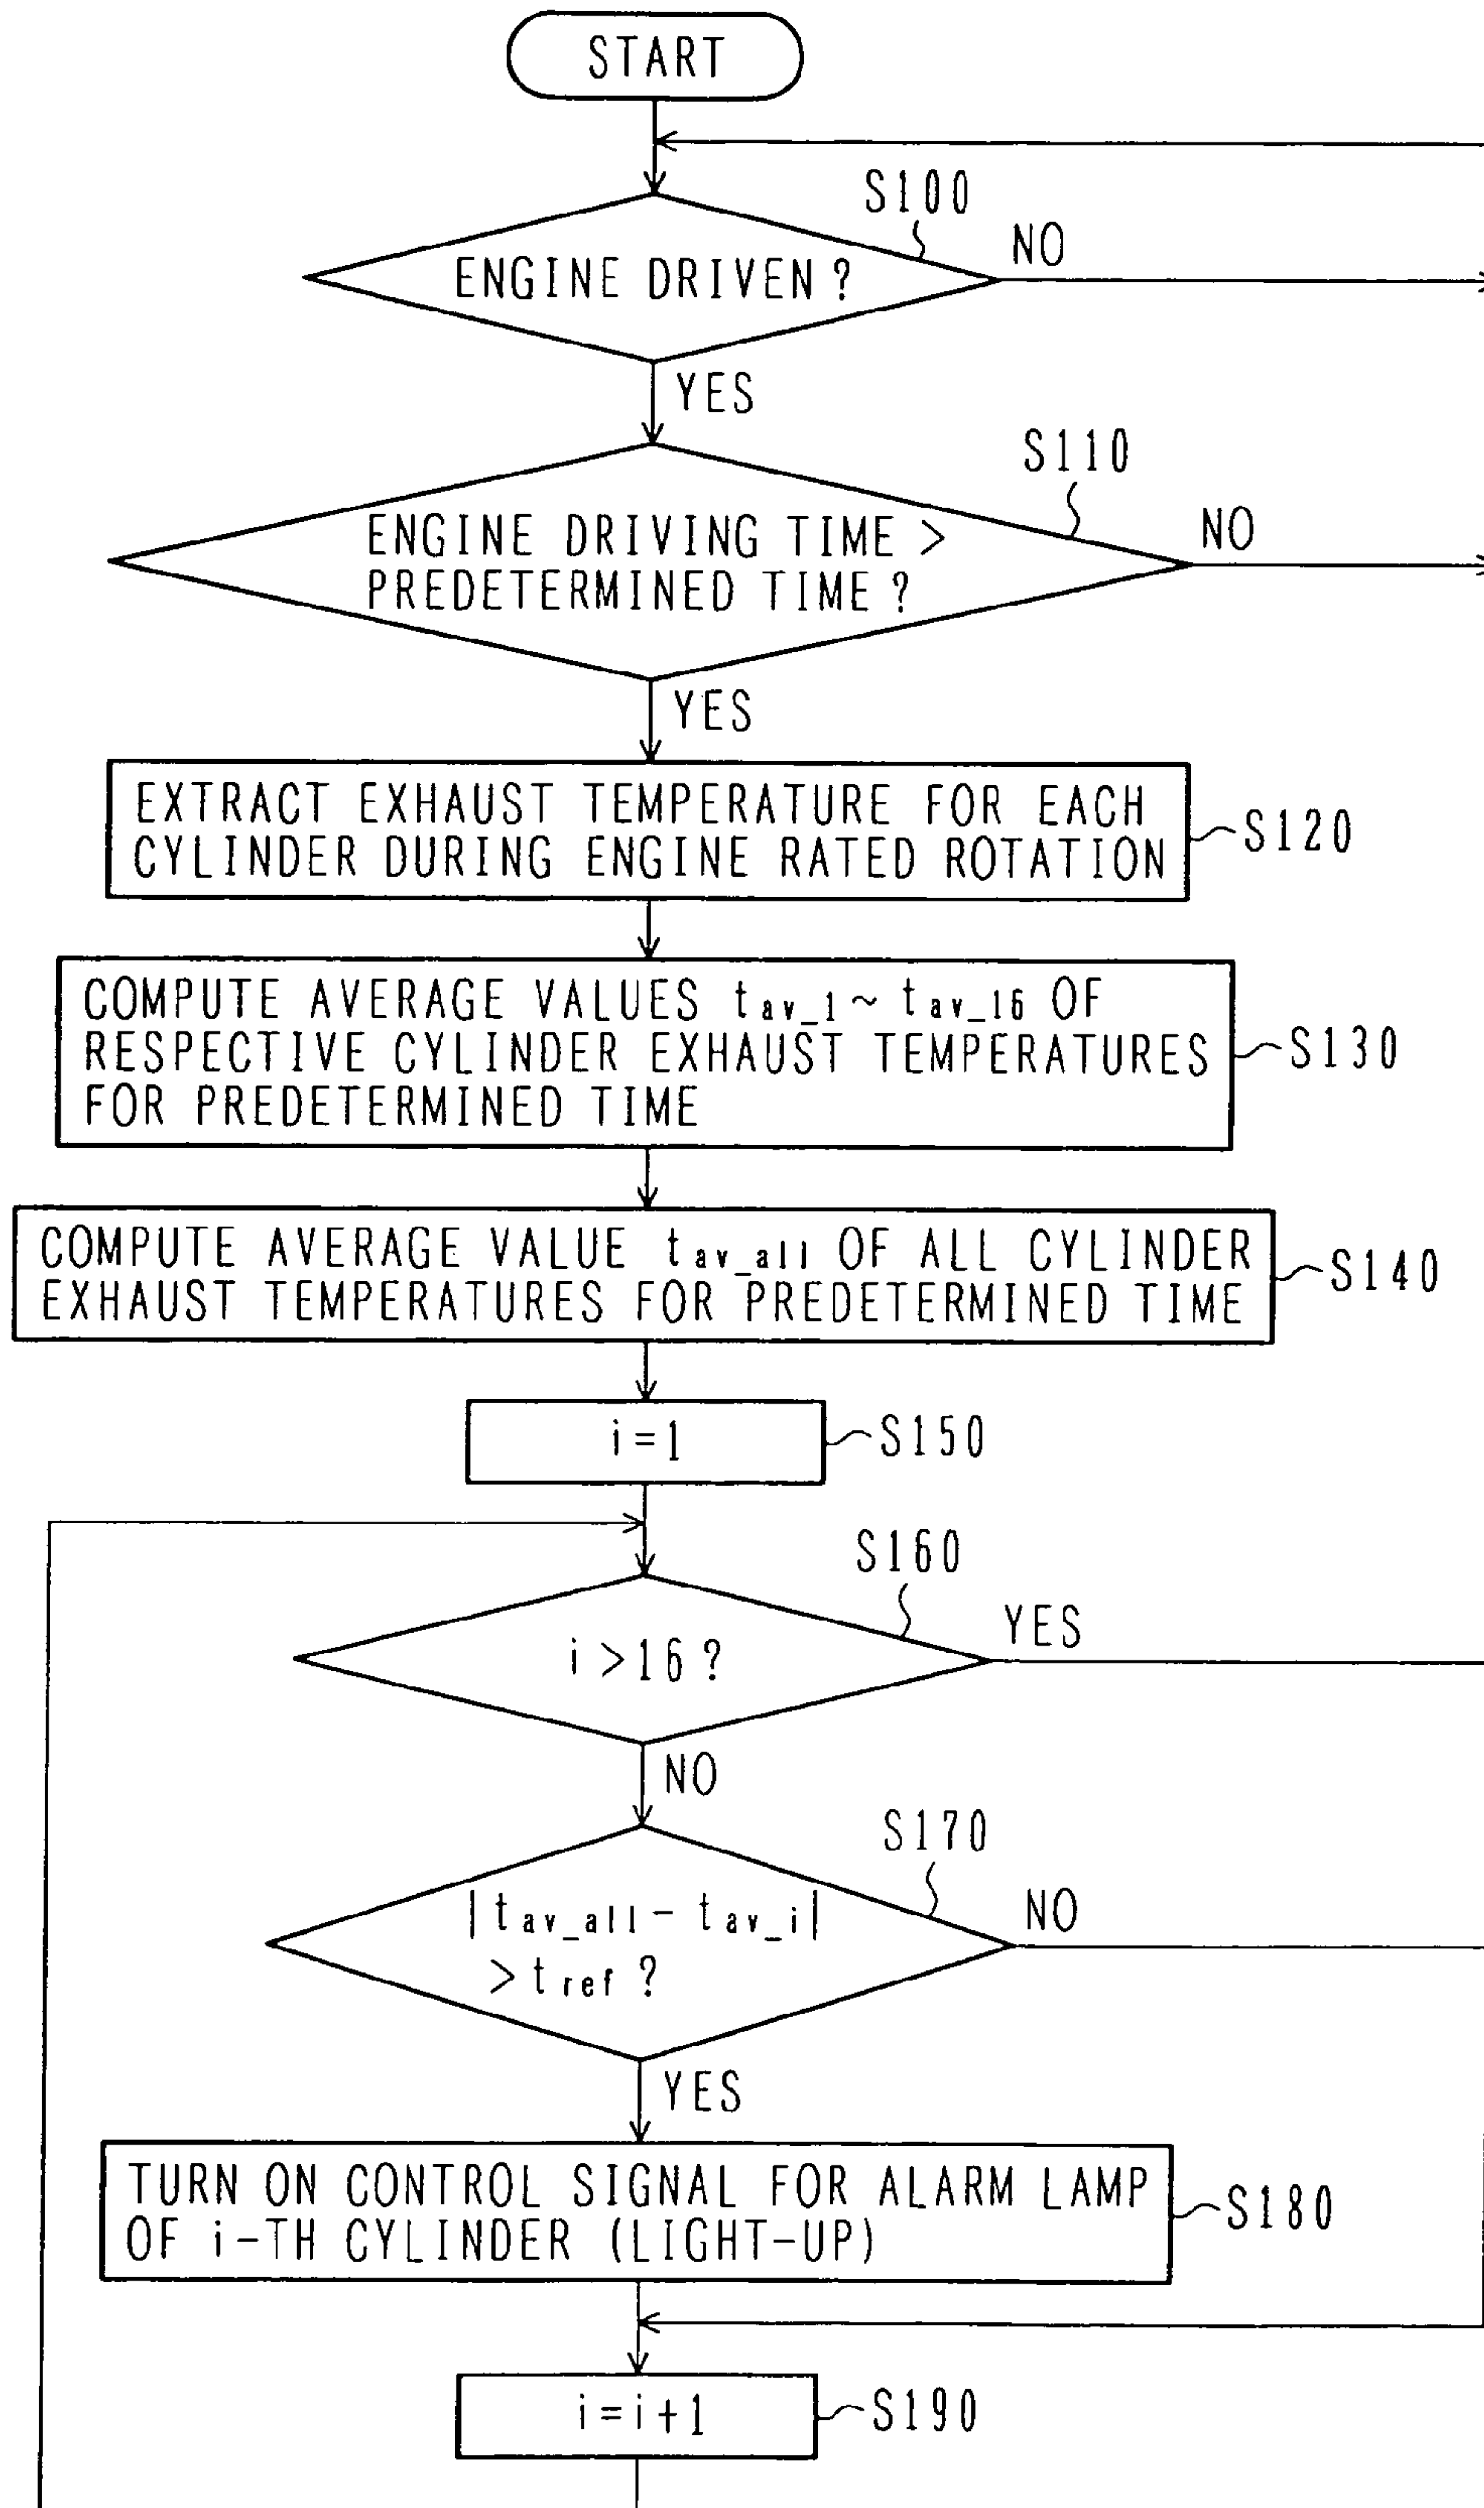 START
S100
NO
ENGINE DRIVEN ?
YES
S110
NO
ENGINE DRIVING TIME >
PREDETERMINED TIME ?
YES
EXTRACT EXHAUST TEMPERATURE FOR EACH
CYLINDER DURING ENGINE RATED ROTATION
S120
COMPUTE AVERAGE VALUES tav_1 ~ tav_16 OF
RESPECTIVE CYLINDER EXHAUST TEMPERATURES
FOR PREDETERMINED TIME
S130
COMPUTE AVERAGE VALUE tav_all OF ALL CYLINDER
EXHAUST TEMPERATURES FOR PREDETERMINED TIME
S140
i=1
S150
S160
YES
i>16?
NO
S170
NO
|tav_all - tav_i|
>tref?
YES
TURN ON CONTROL SIGNAL FOR ALARM LAMP
OF i-TH CYLINDER (LIGHT-UP)
S180
i=i+1
S190